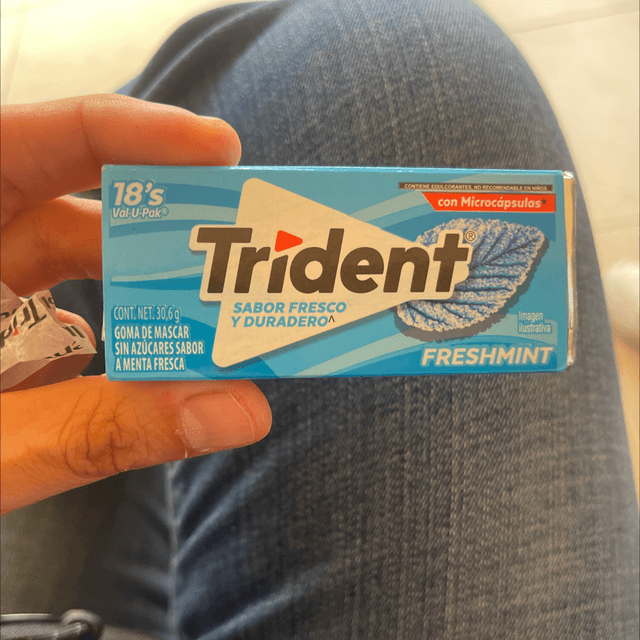 18's
Val-U-Pak®
CONTIENE EDULCORANTES, NO RECOMENDABLE EN NIÑOS
con Microcápsulas*
Trident®
SABOR FRESCO
Y DURADERO^
CONT. NET. 30,6 g
GOMA DE MASCAR
SIN AZÚCARES SABOR
A MENTA FRESCA
Imagen
ilustrativa
FRESHMINT